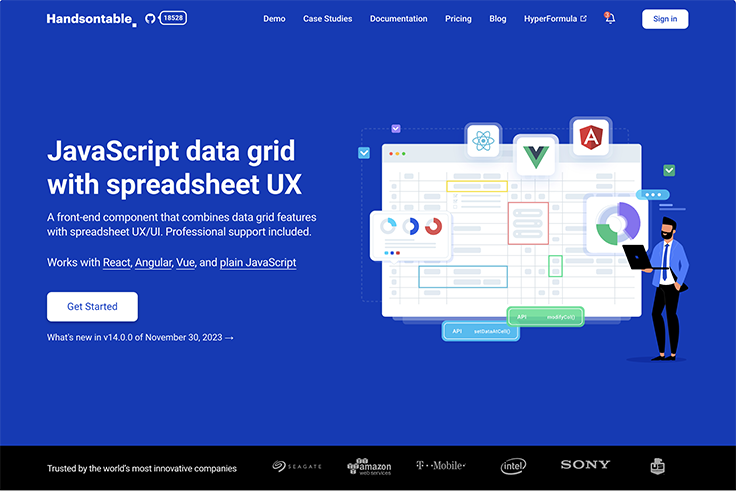 Handsontable
18528
Demo
Case Studies
Documentation
Pricing
Blog
HyperFormula
Sign in
JavaScript data grid
with spreadsheet UX
A front-end component that combines data grid features
with spreadsheet UX/UI. Professional support included.
Works with React, Angular, Vue, and plain JavaScript
Get Started
What's new in v14.0.0 of November 30, 2023 →
API modifyCell()
API setDataAtCell()
Trusted by the world's most innovative companies
SEAGATE
amazon
web services
T··Mobile·
intel
SONY